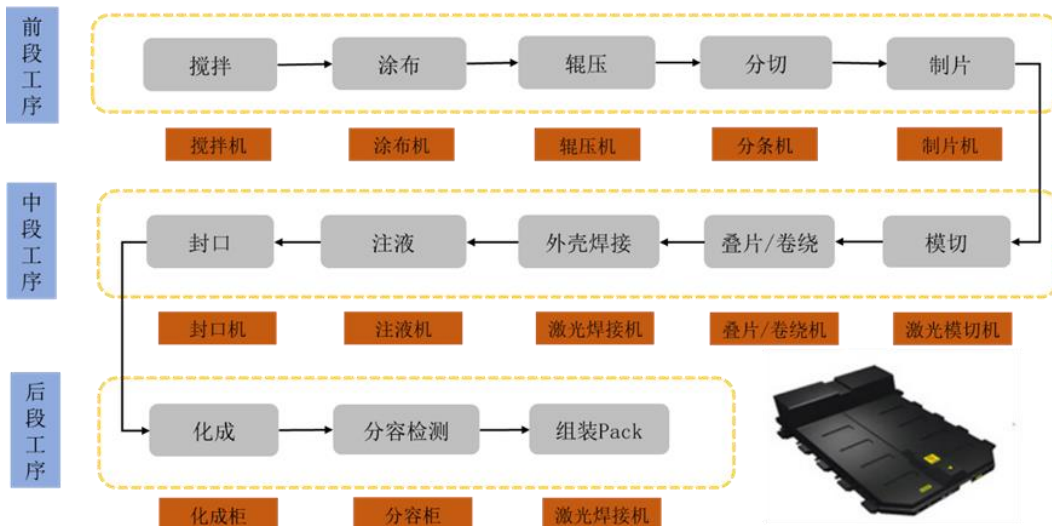 前段工序
搅拌
涂布
辊压
分切
制片
搅拌机
涂布机
辊压机
分条机
制片机
中段工序
封口
注液
外壳焊接
叠片/卷绕
模切
封口机
注液机
激光焊接机
叠片/卷绕机
激光模切机
后段工序
化成
分容检测
组装Pack
化成柜
分容柜
激光焊接机